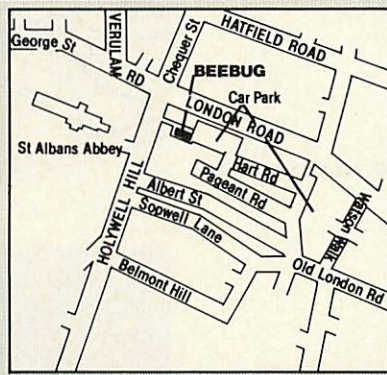 HATFIELD ROAD
VERULAM
RD
George St
Chequer St
BEEBUG
Car Park
LONDON ROAD
St Albans Abbey
Hart Rd
Pageant Rd
HOLYWELL HILL
Albert St
Sopwell Lane
Watson
Walk
Old London Rd
Belmont Hill